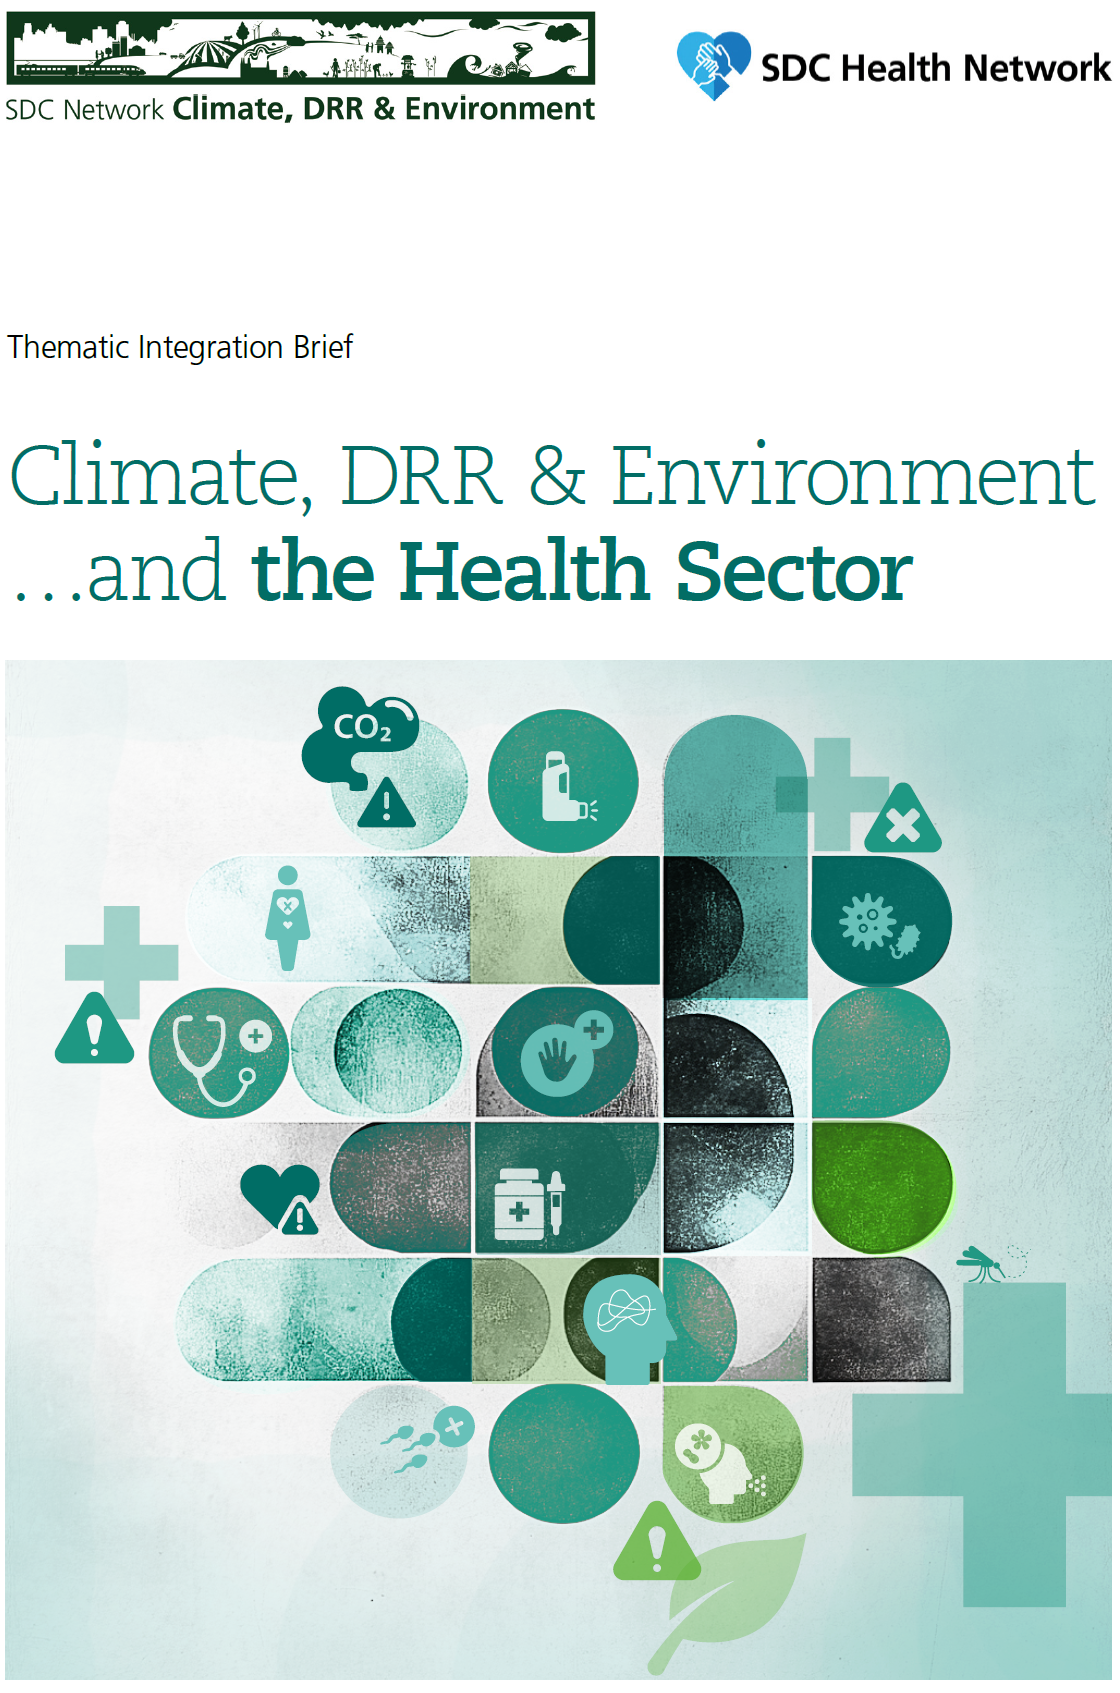 SDC Network Climate, DRR & Environment
SDC Health Network
Thematic Integration Brief
Climate, DRR & Environment
...and the Health Sector
CO₂